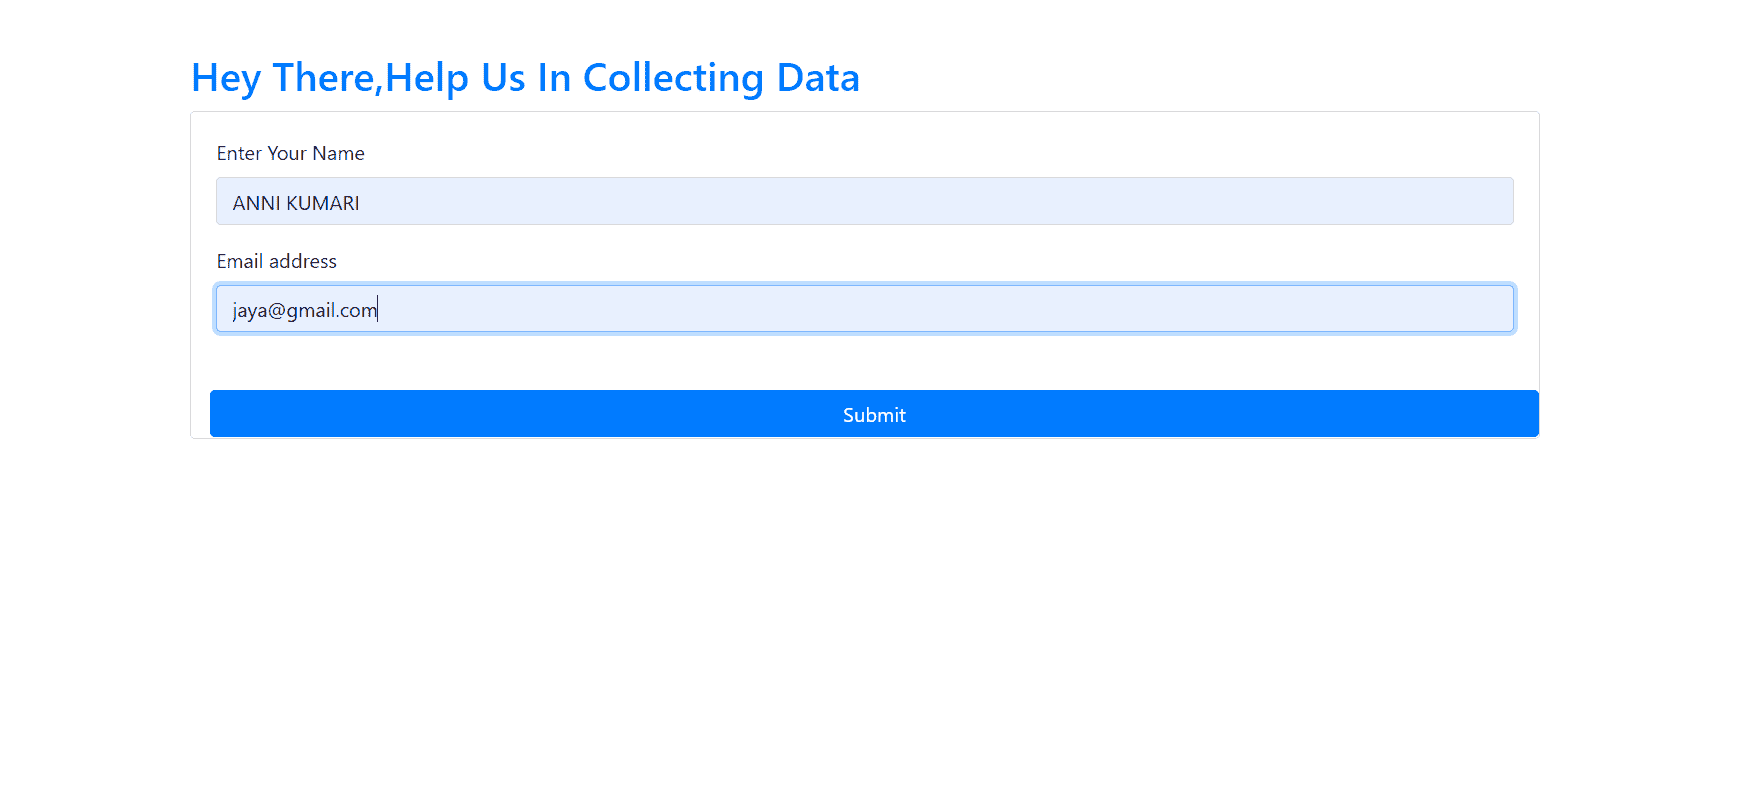 Hey There,Help Us In Collecting Data
Enter Your Name
ANNI KUMARI
Email address
jaya@gmail.com
Submit